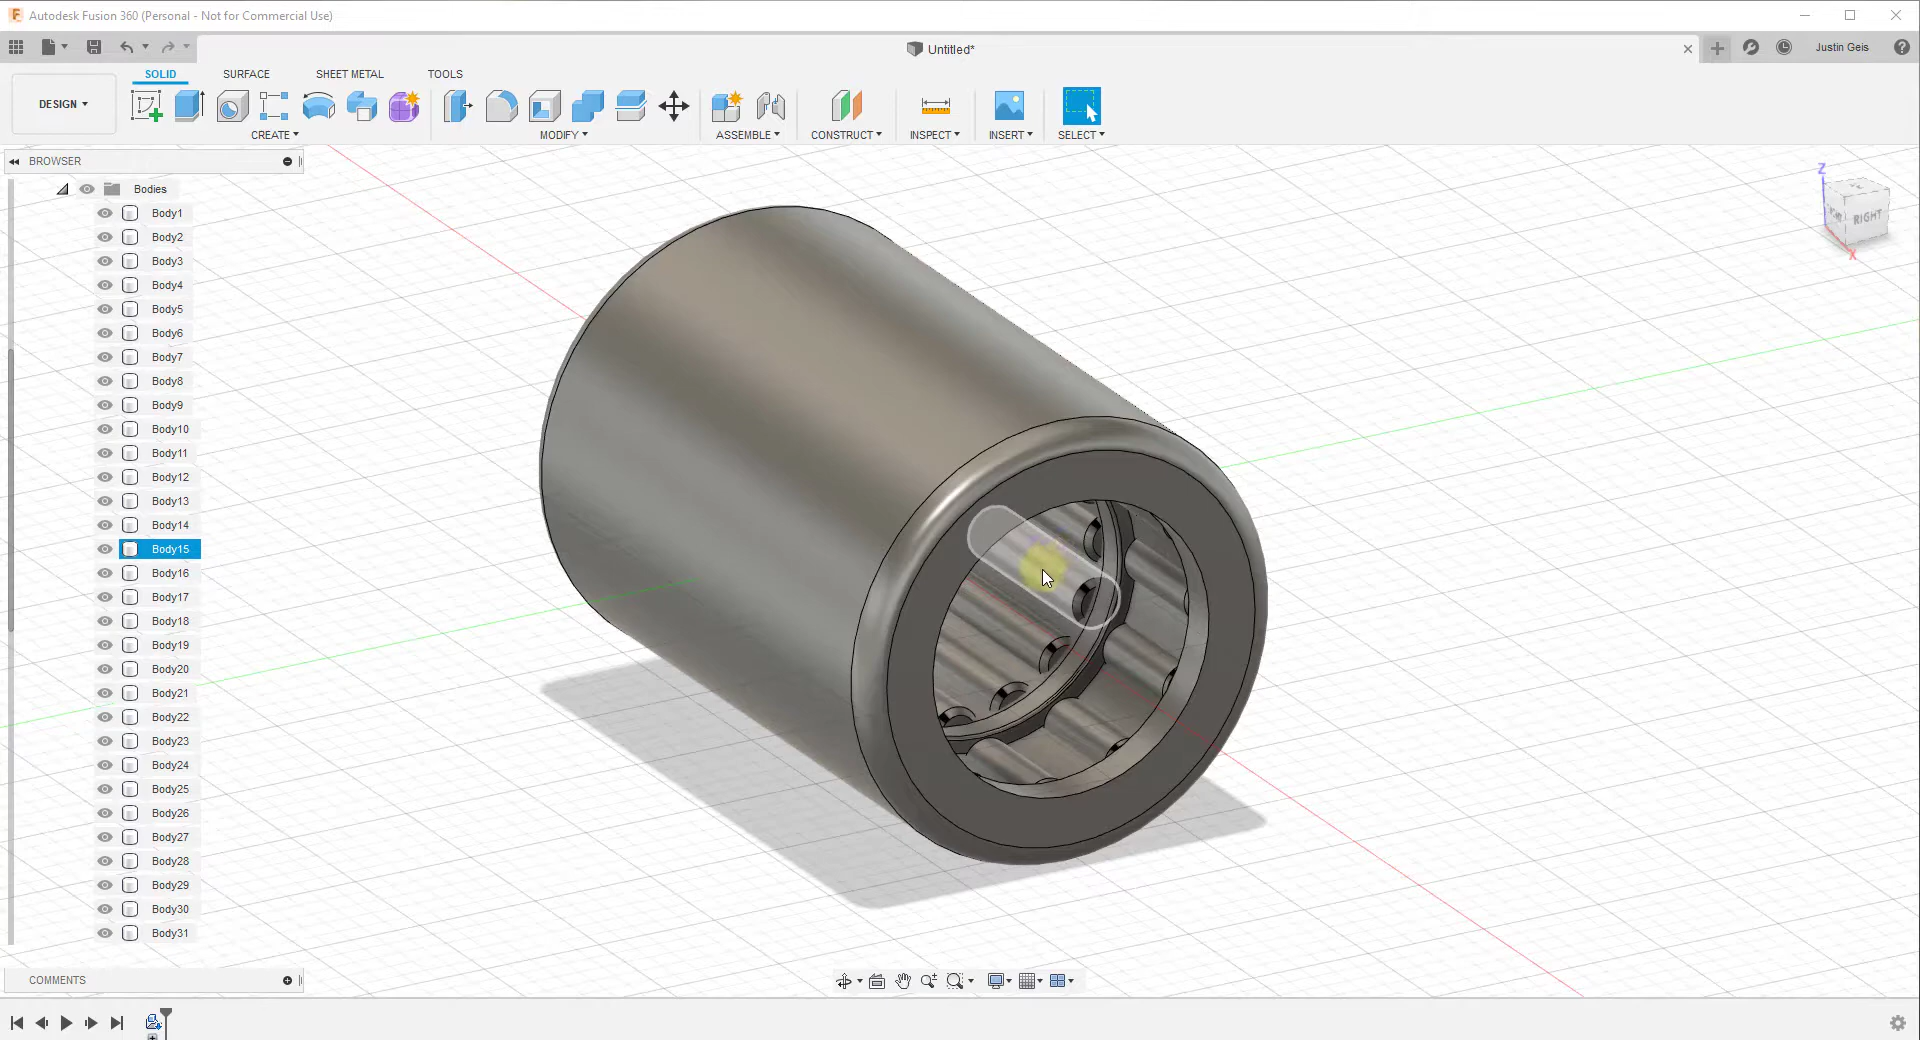 Autodesk Fusion 360 (Personal - Not for Commercial Use)
Untitled*
Justin Geis
SOLID SURFACE SHEET METAL TOOLS
DESIGN
CREATE MODIFY ASSEMBLE CONSTRUCT INSPECT INSERT SELECT
BROWSER
Bodies
Body1
Body2
Body3
Body4
Body5
Body6
Body7
Body8
Body9
Body10
Body11
Body12
Body13
Body14
Body15
Body16
Body17
Body18
Body19
Body20
Body21
Body22
Body23
Body24
Body25
Body26
Body27
Body28
Body29
Body30
Body31
Z
RIGHT
X
COMMENTS